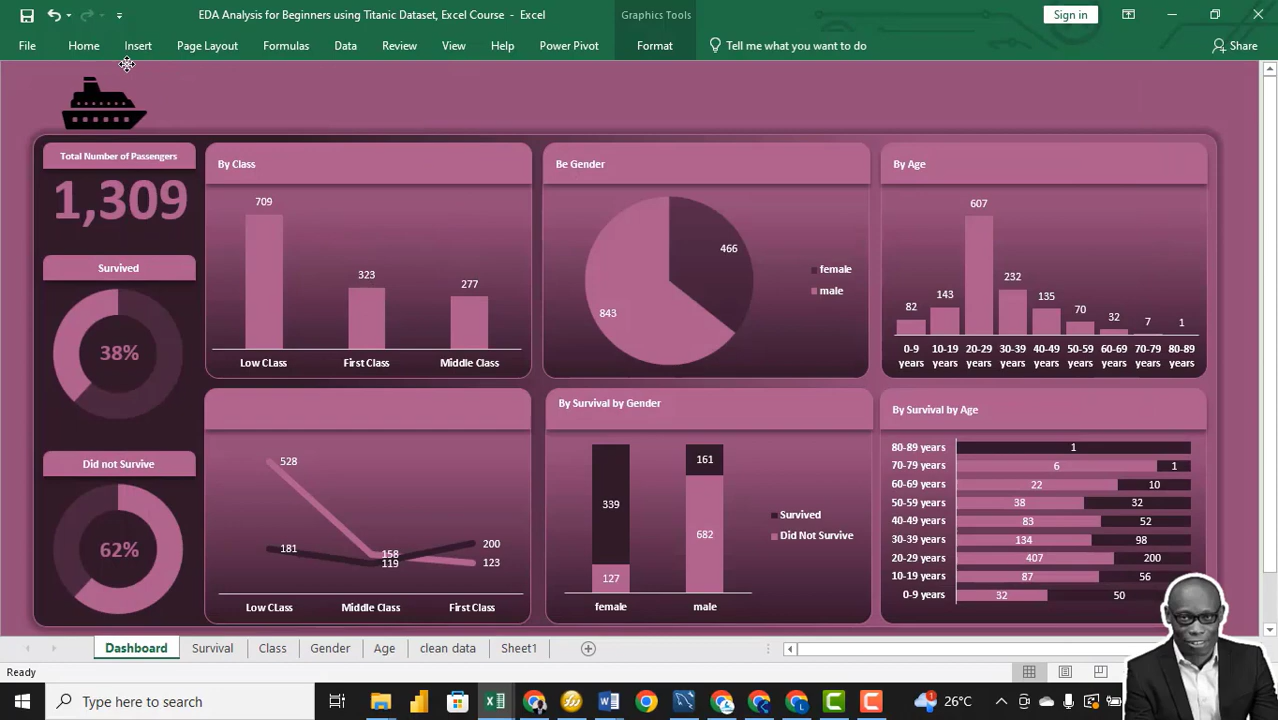 EDA Analysis for Beginners using Titanic Dataset, Excel Course - Excel
Graphics Tools
Sign in
File
Home
Insert
Page Layout
Formulas
Data
Review
View
Help
Power Pivot
Format
Tell me what you want to do
Share
Total Number of Passengers
1,309
Survived
38%
Did not Survive
62%
By Class
709
323
277
Low CLass
First Class
Middle Class
Be Gender
466
843
female
male
By Age
82
143
607
232
135
70
32
7
1
0-9 years
10-19 years
20-29 years
30-39 years
40-49 years
50-59 years
60-69 years
70-79 years
80-89 years
528
181
158
119
200
123
Low CLass
Middle Class
First Class
By Survival by Gender
339
127
161
682
female
male
Survived
Did Not Survive
By Survival by Age
80-89 years 1
70-79 years 6 1
60-69 years 22 10
50-59 years 38 32
40-49 years 83 52
30-39 years 134 98
20-29 years 407 200
10-19 years 87 56
0-9 years 32 50
Dashboard
Survival
Class
Gender
Age
clean data
Sheet1
Ready
Type here to search
1
26°C